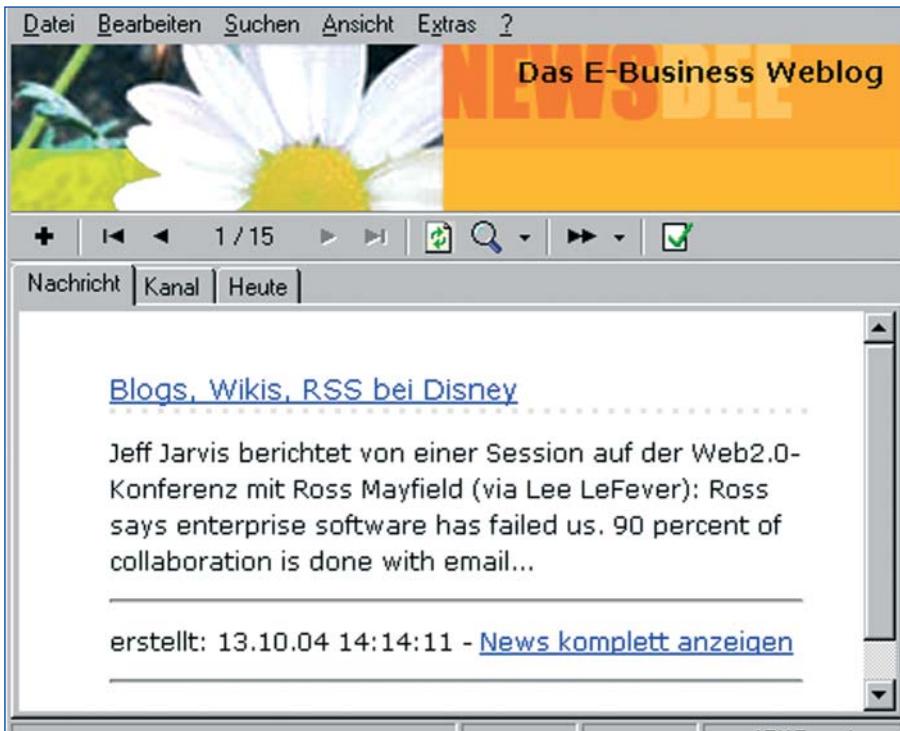 Datei Bearbeiten Suchen Ansicht Extras ?
NEWSBEE
Das E-Business Weblog
1 / 15
Nachricht Kanal Heute
Blogs, Wikis, RSS bei Disney
Jeff Jarvis berichtet von einer Session auf der Web2.0-
Konferenz mit Ross Mayfield (via Lee LeFever): Ross
says enterprise software has failed us. 90 percent of
collaboration is done with email...
erstellt: 13.10.04 14:14:11 - News komplett anzeigen